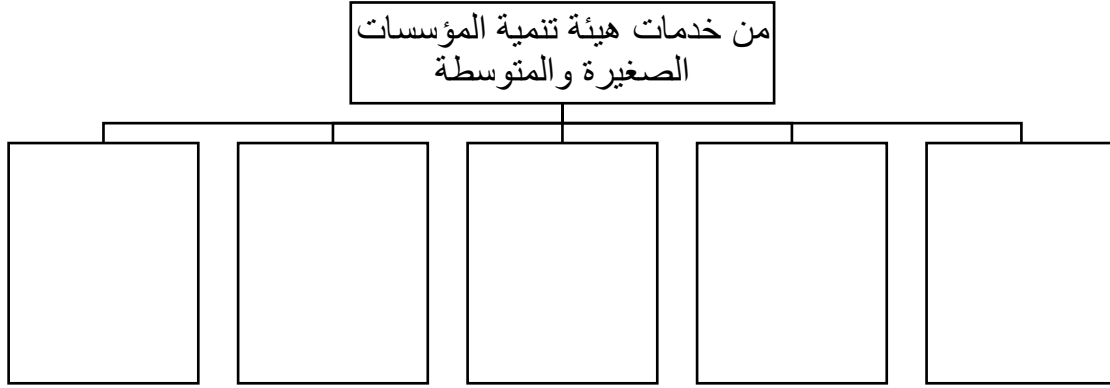 من خدمات هيئة تنمية المؤسسات
الصغيرة والمتوسطة